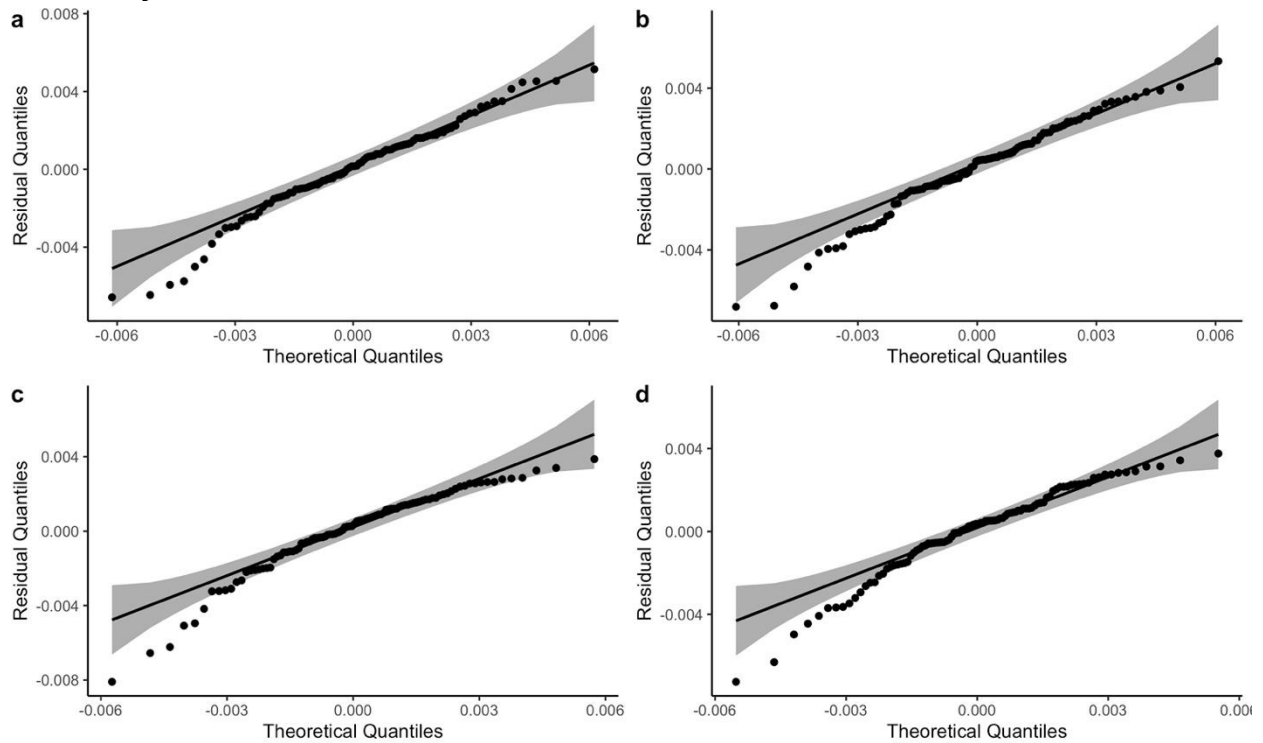 a
0.008
0.004
0.000
-0.004
Residual Quantiles
-0.006 -0.003 0.000 0.003 0.006
Theoretical Quantiles
b
0.004
0.000
-0.004
Residual Quantiles
-0.006 -0.003 0.000 0.003 0.006
Theoretical Quantiles
c
0.004
0.000
-0.004
-0.008
Residual Quantiles
-0.006 -0.003 0.000 0.003 0.006
Theoretical Quantiles
d
0.004
0.000
-0.004
Residual Quantiles
-0.006 -0.003 0.000 0.003
Theoretical Quantiles